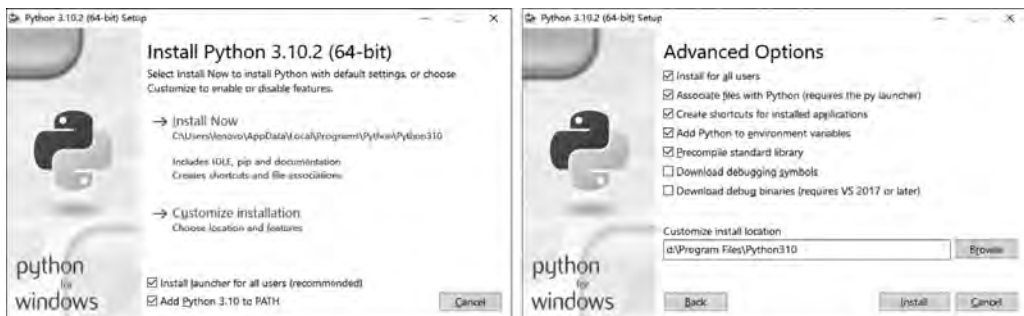 Python 3.10.2 (64-bit) Setup
Install Python 3.10.2 (64-bit)
Select Install Now to install Python with default settings, or choose
Customize to enable or disable features.
→ Install Now
C:\Users\lenovo\AppData\Local\Programs\Python\Python310
Includes IDLE, pip and documentation
Creates shortcuts and file associations
→ Customize installation
Choose location and features
Install launcher for all users (recommended)
Add Python 3.10 to PATH
Cancel
python
for
windows
Python 3.10.2 (64-bit) Setup
Advanced Options
Install for all users
Associate files with Python (requires the py launcher)
Create shortcuts for installed applications
Add Python to environment variables
Precompile standard library
Download debugging symbols
Download debug binaries (requires VS 2017 or later)
Customize install location
d:\Program Files\Python310
Browse
python
for
windows
Back
Install
Cancel